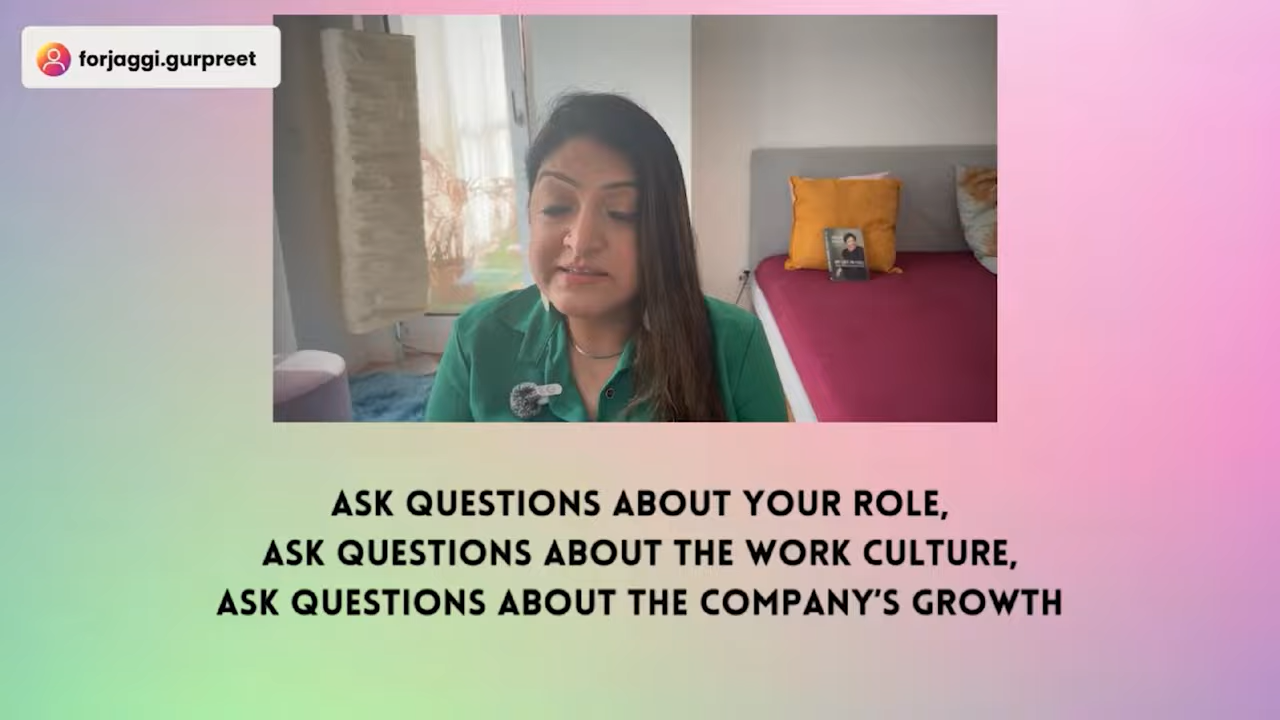 forjaggi.gurpreet
ASK QUESTIONS ABOUT YOUR ROLE,
ASK QUESTIONS ABOUT THE WORK CULTURE,
ASK QUESTIONS ABOUT THE COMPANY'S GROWTH